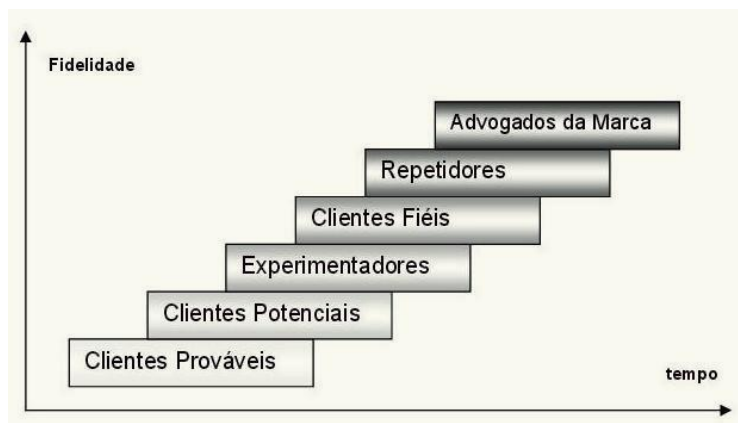 Fidelidade
Advogados da Marca
Repetidores
Clientes Fiéis
Experimentadores
Clientes Potenciais
Clientes Prováveis
tempo